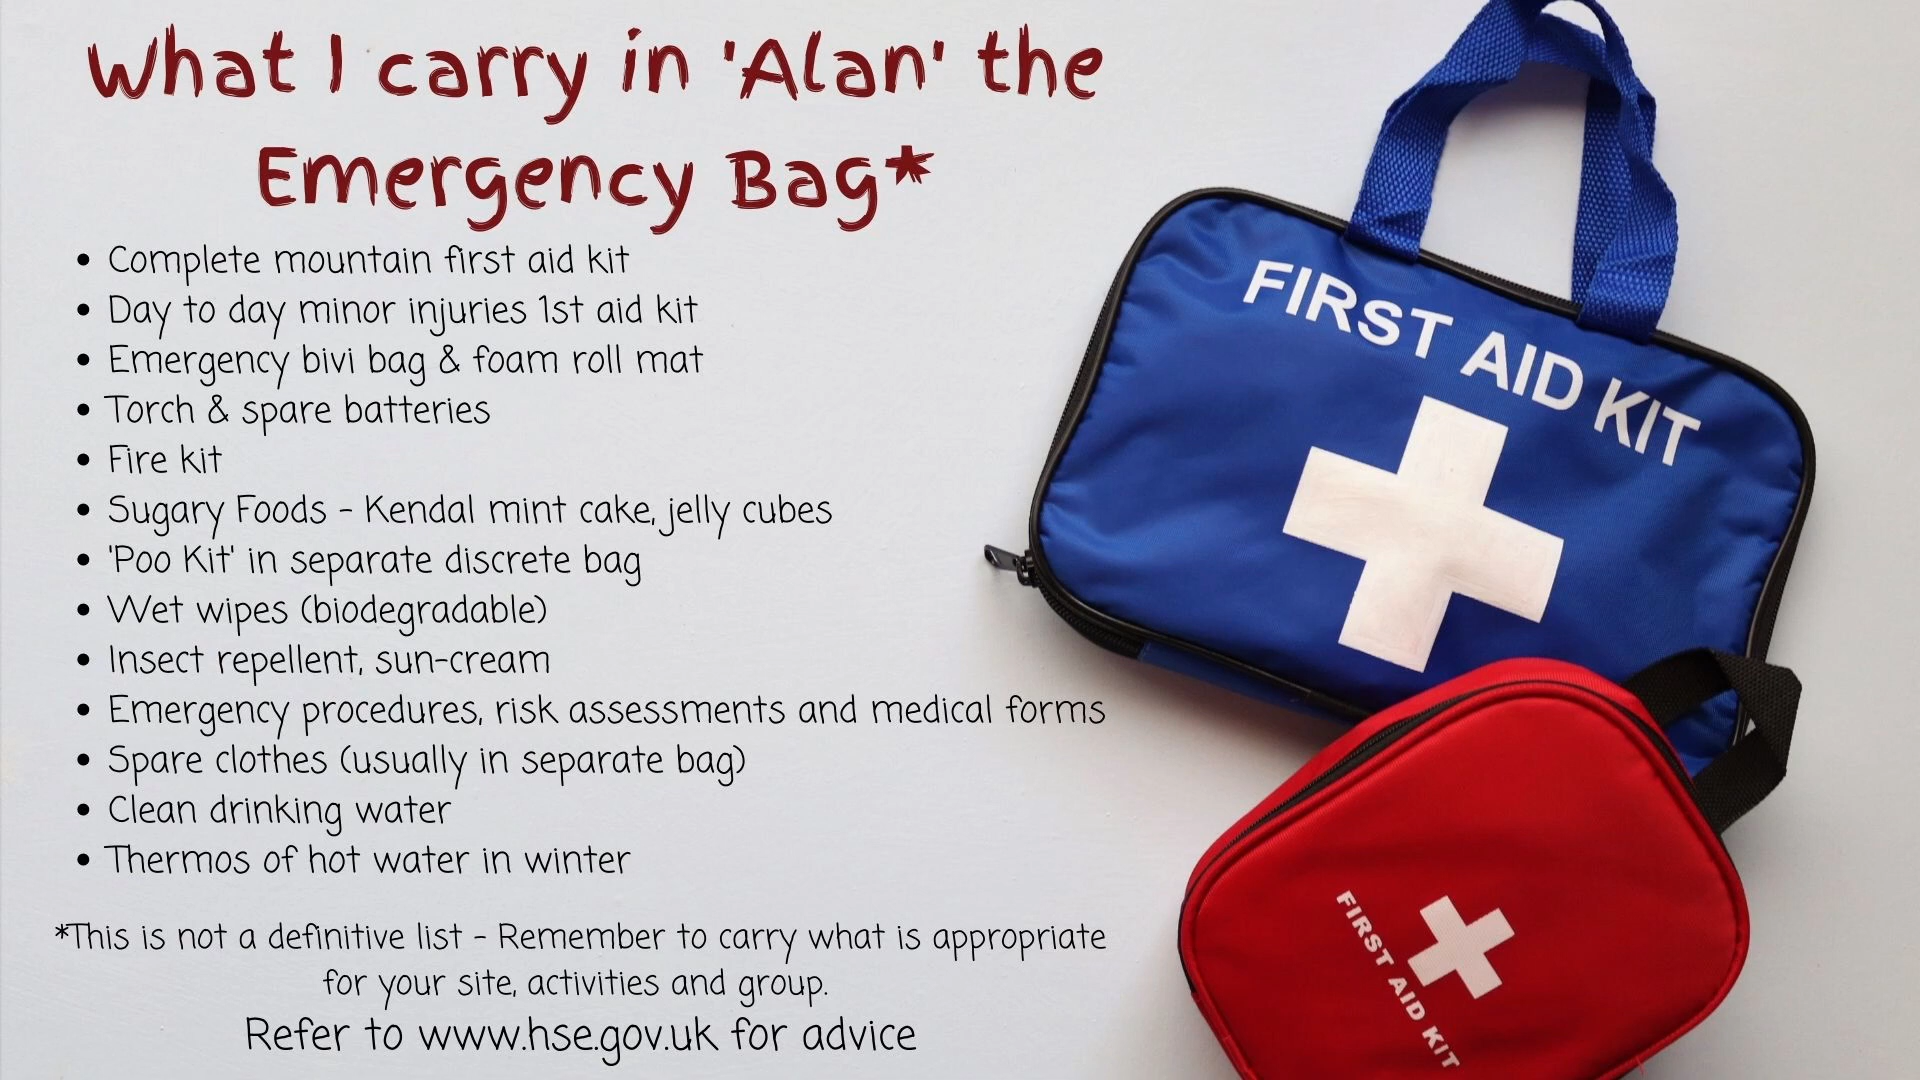 What I carry in 'Alan' the
Emergency Bag*
• Complete mountain first aid kit
• Day to day minor injuries 1st aid kit
• Emergency bivi bag & foam roll mat
• Torch & spare batteries
• Fire kit
• Sugary Foods - Kendal mint cake, jelly cubes
• 'Poo Kit' in separate discrete bag
• Wet wipes (biodegradable)
• Insect repellent, sun-cream
• Emergency procedures, risk assessments and medical forms
• Spare clothes (usually in separate bag)
• Clean drinking water
• Thermos of hot water in winter
*This is not a definitive list - Remember to carry what is appropriate
for your site, activities and group.
Refer to www.hse.gov.uk for advice
FIRST AID KIT
FIRST AID KIT